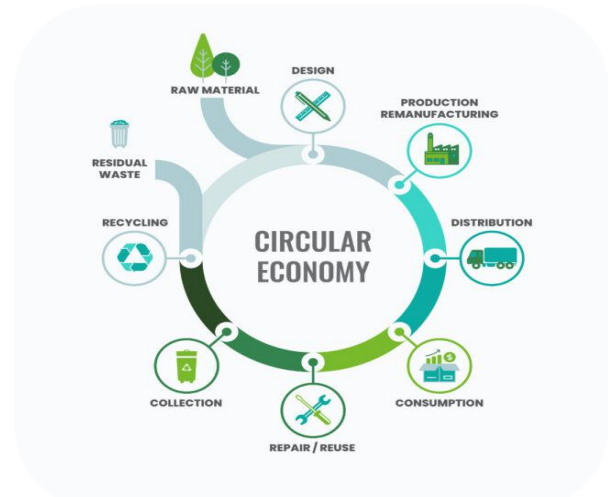 DESIGN
RAW MATERIAL
PRODUCTION
REMANUFACTURING
RESIDUAL
WASTE
RECYCLING
DISTRIBUTION
CIRCULAR
ECONOMY
COLLECTION
CONSUMPTION
REPAIR / REUSE